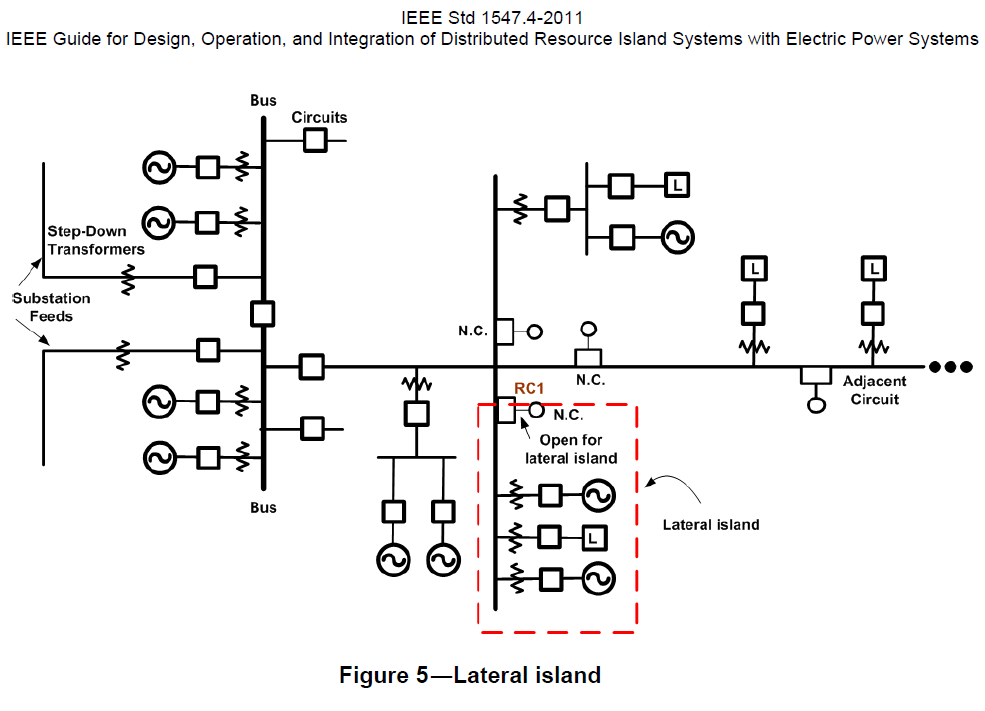 IEEE Std 1547.4-2011
IEEE Guide for Design, Operation, and Integration of Distributed Resource Island Systems with Electric Power Systems
Bus
Circuits
Step-Down
Transformers
Substation
Feeds
L
L
L
N.C.
N.C.
RC1
Adjacent
Circuit
N.C.
Open for
lateral island
Lateral island
L
Bus
Figure 5—Lateral island